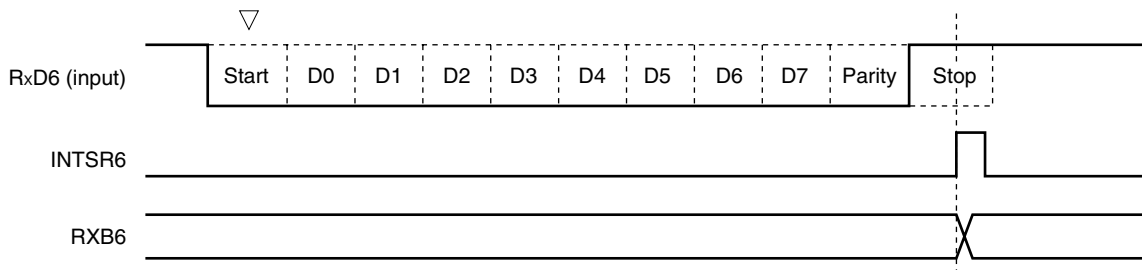 RxD6 (input) Start D0 D1 D2 D3 D4 D5 D6 D7 Parity Stop
INTSR6
RXB6